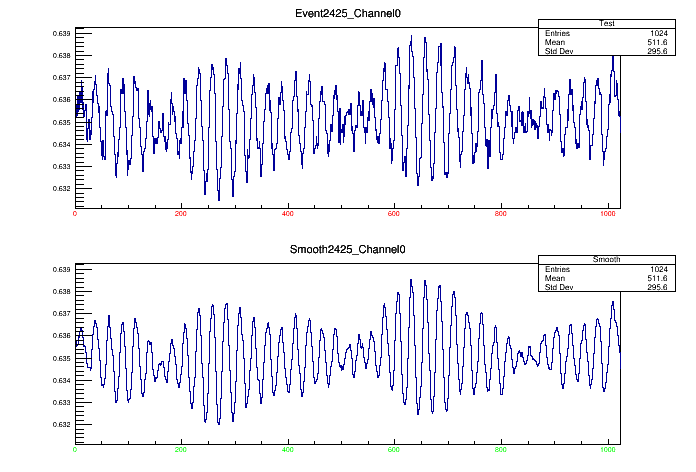 Event2425_Channel0
Test
Entries 1024
Mean 511.6
Std Dev 295.6
0.639
0.638
0.637
0.636
0.635
0.634
0.633
0.632
0 200 400 600 800 1000
Smooth2425_Channel0
Smooth
Entries 1024
Mean 511.6
Std Dev 295.6
0.639
0.638
0.637
0.636
0.635
0.634
0.633
0.632
0 200 400 600 800 1000